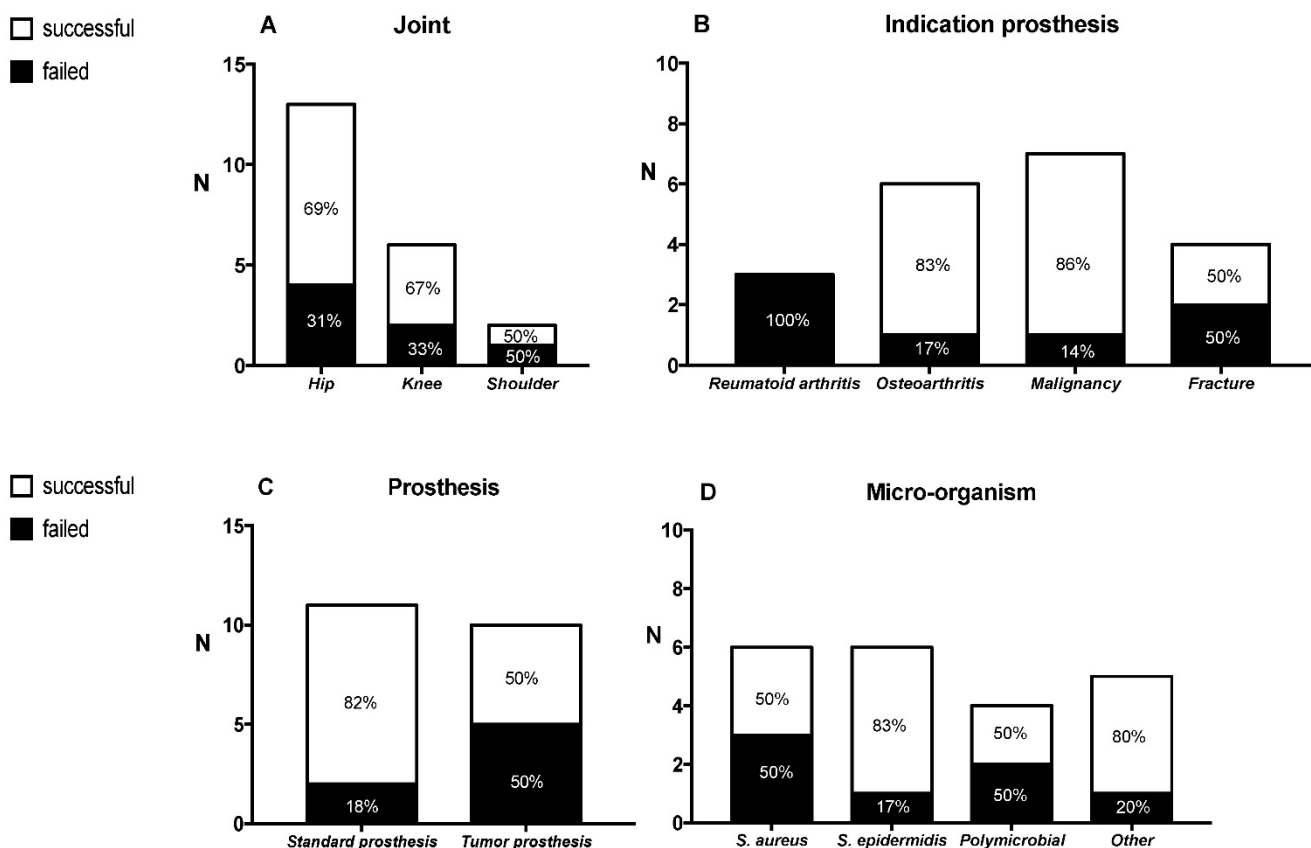 successful
failed
A Joint
15
10
5
0
N
69%
31%
67%
33%
50%
50%
Hip Knee Shoulder
B Indication prosthesis
10
8
6
4
2
0
N
100%
83%
17%
86%
14%
50%
50%
Reumatoid arthritis Osteoarthritis Malignancy Fracture
successful
failed
C Prosthesis
15
10
5
0
N
82%
18%
50%
50%
Standard prosthesis Tumor prosthesis
D Micro-organism
10
8
6
4
2
0
N
50%
50%
83%
17%
50%
50%
80%
20%
S. aureus S. epidermidis Polymicrobial Other